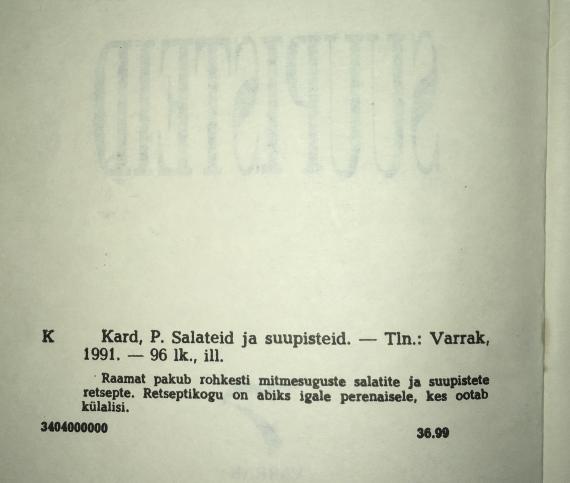 SUUPISTEID
K Kard, P. Salateid ja suupisteid. — Tln.: Varrak,
1991. — 96 lk., ill.
Raamat pakub rohkesti mitmesuguste salatite ja suupistete
retsepte. Retseptikogu on abiks igale perenaisele, kes ootab
külalisi.
3404000000 36.99